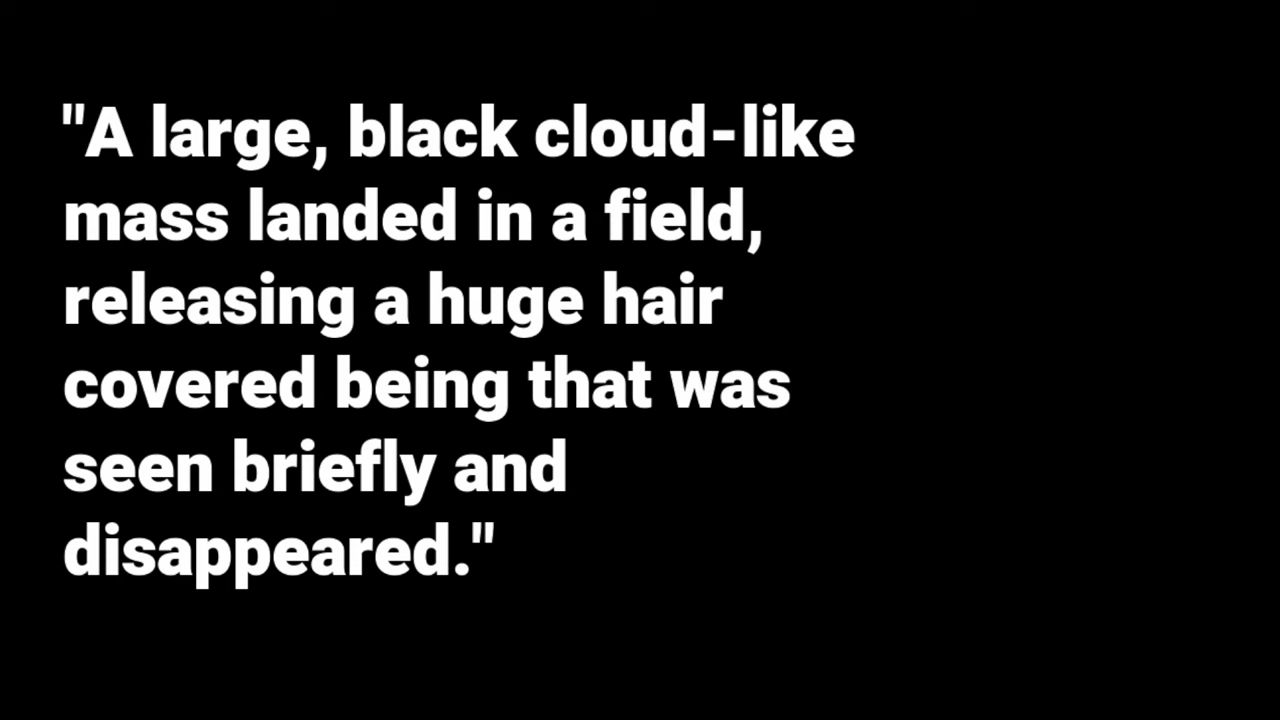 "A large, black cloud-like
mass landed in a field,
releasing a huge hair
covered being that was
seen briefly and
disappeared."